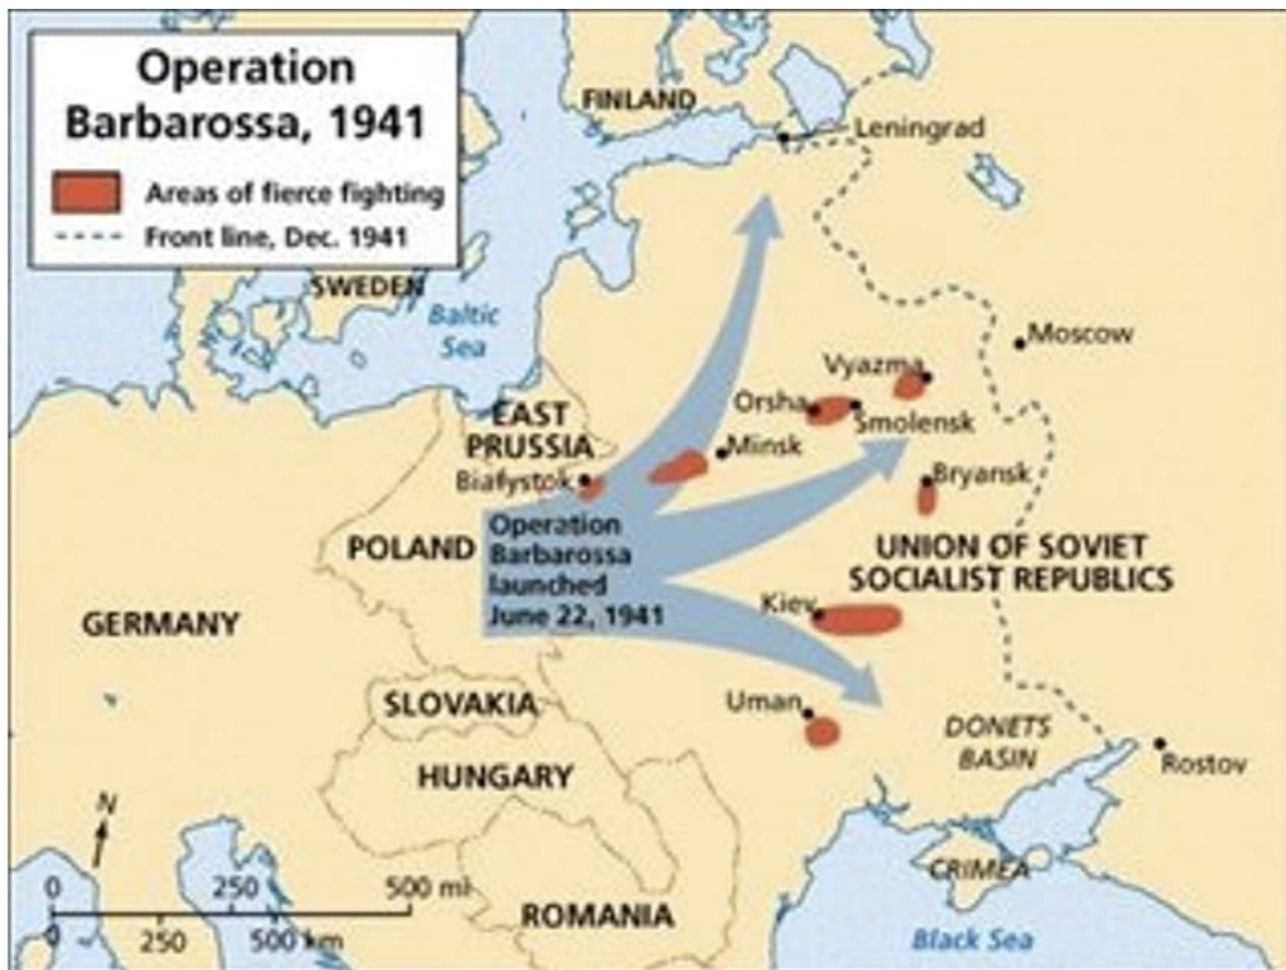 Operation
Barbarossa, 1941
Areas of fierce fighting
Front line, Dec. 1941
FINLAND
Leningrad
SWEDEN
Baltic
Sea
Moscow
Vyazma
Orsha
Smolensk
EAST
PRUSSIA
Minsk
Białystok
Bryansk
Operation
Barbarossa
launched
June 22, 1941
POLAND
UNION OF SOVIET
SOCIALIST REPUBLICS
Kiev
GERMANY
SLOVAKIA
Uman
DONETS
BASIN
Rostov
HUNGARY
N
CRIMEA
0
250
500 mi
0
250
500 km
ROMANIA
Black Sea